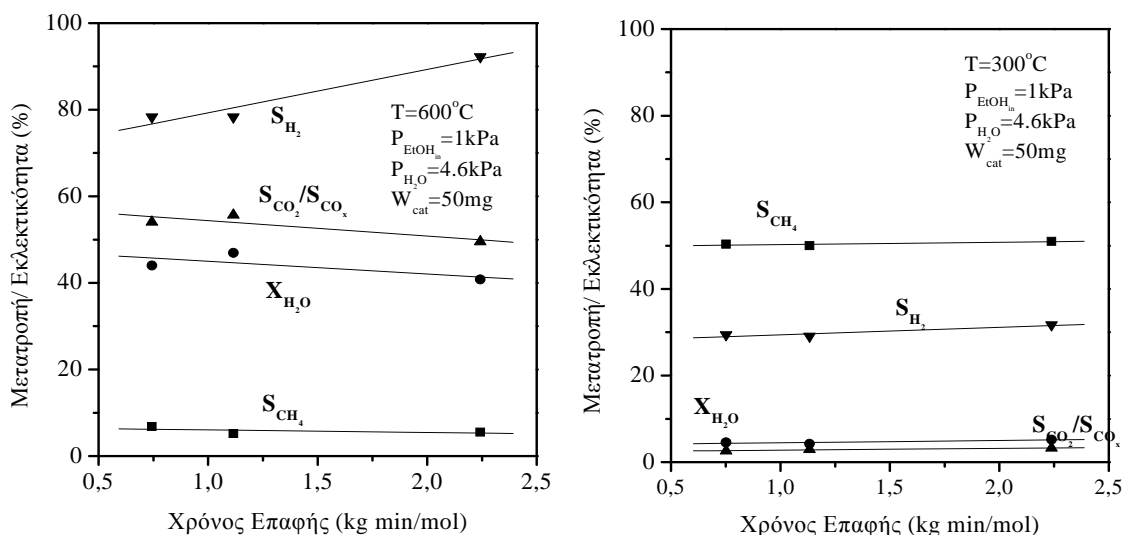 Μετατροπή/ Εκλεκτικότητα (%)
100
80
60
40
20
0
S_H₂
T=600°C
P_EtOH_in=1kPa
P_H₂O=4.6kPa
W_cat=50mg
S_CO₂/S_COₓ
X_H₂O
S_CH₄
0,5 1,0 1,5 2,0 2,5
Χρόνος Επαφής (kg min/mol)
Μετατροπή/ Εκλεκτικότητα (%)
100
80
60
40
20
0
T=300°C
P_EtOH_in=1kPa
P_H₂O=4.6kPa
W_cat=50mg
S_CH₄
S_H₂
X_H₂O
S_CO₂/S_COₓ
0,5 1,0 1,5 2,0 2,5
Χρόνος Επαφής (kg min/mol)